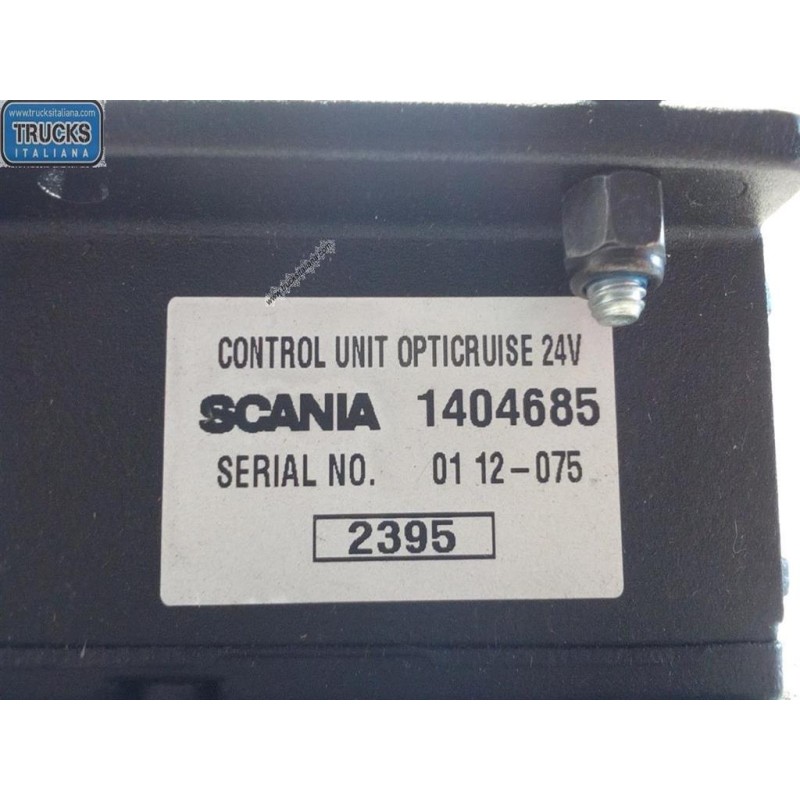 www.trucksitaliana.com
TRUCKS
ITALIANA
CONTROL UNIT OPTICRUISE 24V
SCANIA 1404685
SERIAL NO. 01 12-075
2395